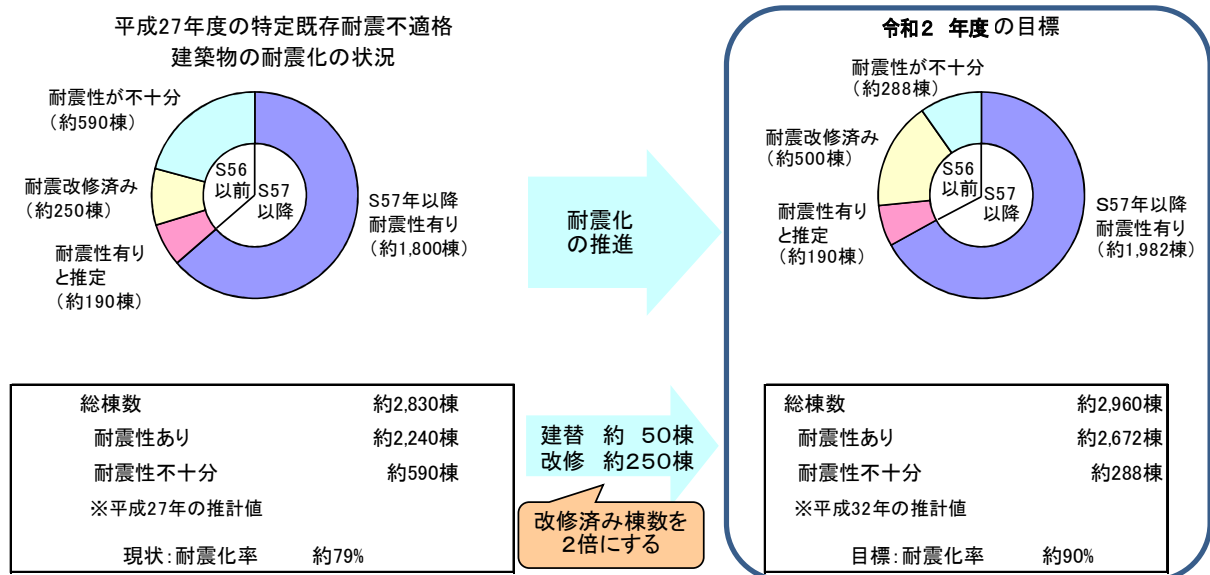 平成27年度の特定既存耐震不適格
建築物の耐震化の状況
耐震性が不十分
（約590棟）
耐震改修済み
（約250棟）
耐震性有り
と推定
（約190棟）
S56
以前
S57
以降
S57年以降
耐震性有り
（約1,800棟）
耐震化
の推進
令和2 年度の目標
耐震性が不十分
（約288棟）
耐震改修済み
（約500棟）
耐震性有り
と推定
（約190棟）
S56
以前
S57
以降
S57年以降
耐震性有り
（約1,982棟）
総棟数 約2,830棟
耐震性あり 約2,240棟
耐震性不十分 約590棟
※平成27年の推計値
現状：耐震化率 約79%
建替 約 50棟
改修 約250棟
改修済み棟数を
2倍にする
総棟数 約2,960棟
耐震性あり 約2,672棟
耐震性不十分 約288棟
※平成32年の推計値
目標：耐震化率 約90%